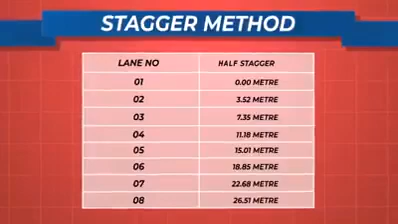 STAGGER METHOD
LANE NO HALF STAGGER
01 0.00 METRE
02 3.52 METRE
03 7.35 METRE
04 11.18 METRE
05 15.01 METRE
06 18.85 METRE
07 22.68 METRE
08 26.51 METRE